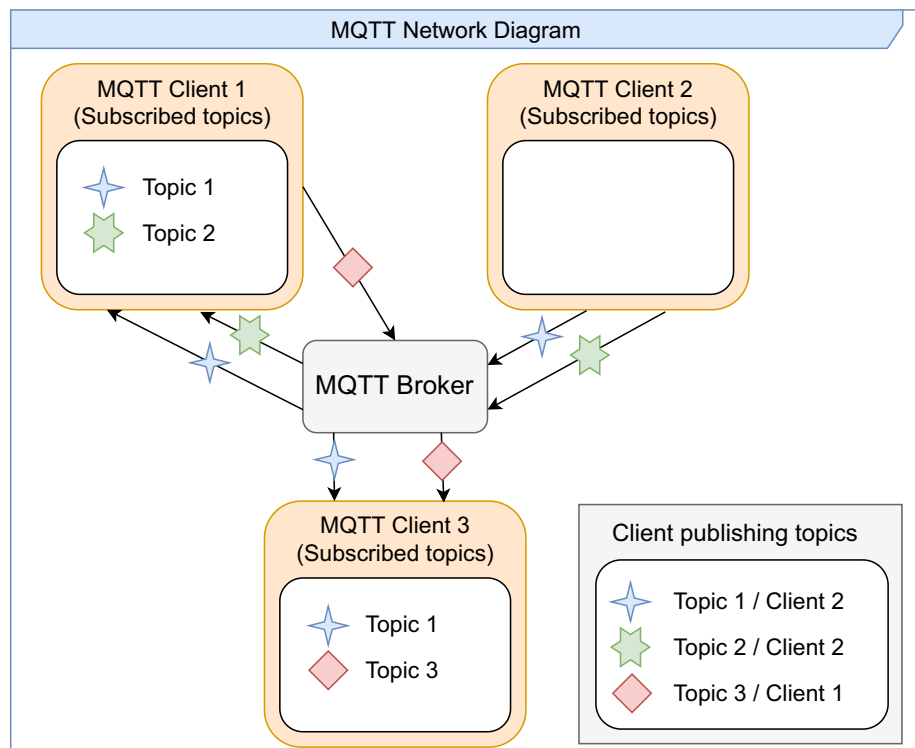 MQTT Network Diagram
MQTT Client 1
(Subscribed topics)
Topic 1
Topic 2
MQTT Client 2
(Subscribed topics)
MQTT Broker
MQTT Client 3
(Subscribed topics)
Topic 1
Topic 3
Client publishing topics
Topic 1 / Client 2
Topic 2 / Client 2
Topic 3 / Client 1